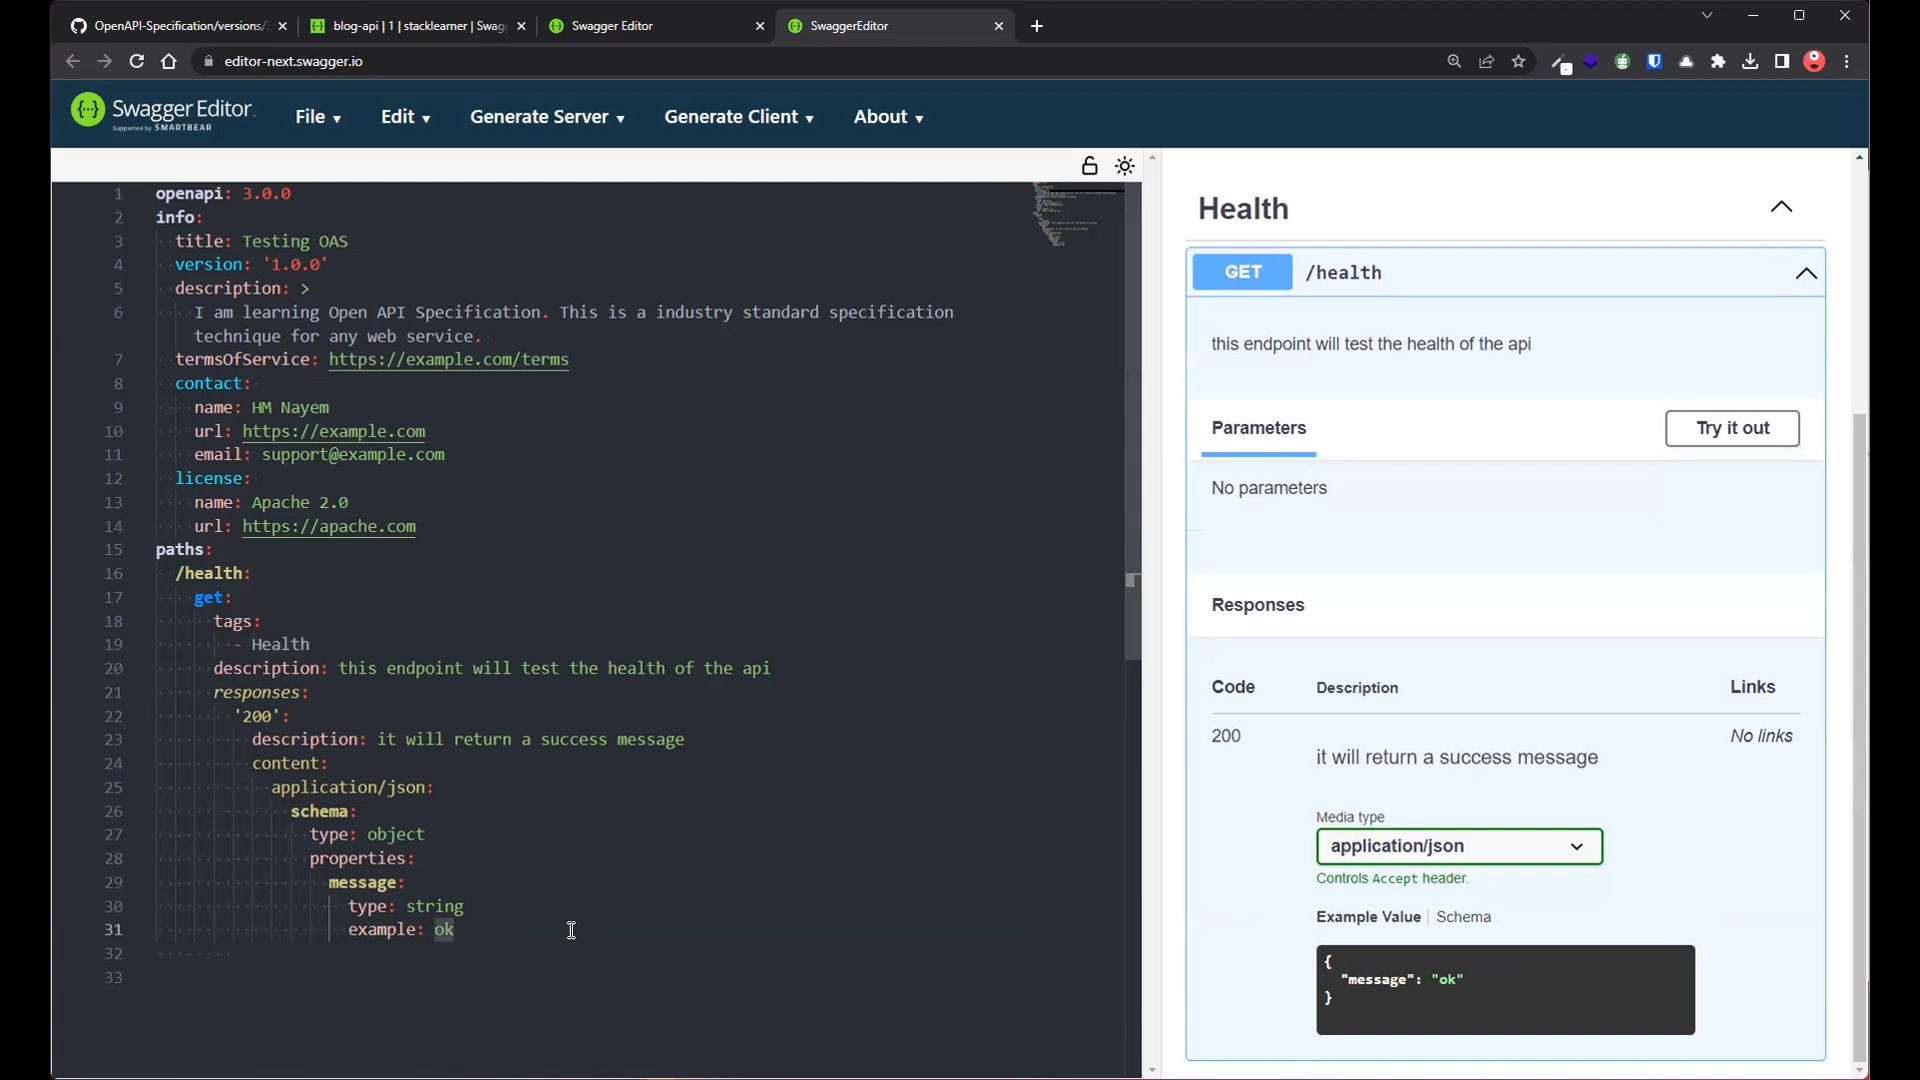 OpenAPI-Specification/versions/
blog-api | 1 | stacklearner | Swag
Swagger Editor
SwaggerEditor
editor-next.swagger.io
Swagger Editor
Supported by SMARTBEAR
File
Edit
Generate Server
Generate Client
About
1 openapi: 3.0.0
2 info:
3 title: Testing OAS
4 version: '1.0.0'
5 description: >
6 I am learning Open API Specification. This is a industry standard specification
technique for any web service.
7 termsOfService: https://example.com/terms
8 contact:
9 name: HM Nayem
10 url: https://example.com
11 email: support@example.com
12 license:
13 name: Apache 2.0
14 url: https://apache.com
15 paths:
16 /health:
17 get:
18 tags:
19 - Health
20 description: this endpoint will test the health of the api
21 responses:
22 '200':
23 description: it will return a success message
24 content:
25 application/json:
26 schema:
27 type: object
28 properties:
29 message:
30 type: string
31 example: ok
32
33
Health
GET /health
this endpoint will test the health of the api
Parameters
Try it out
No parameters
Responses
Code Description Links
200 No links
it will return a success message
Media type
application/json
Controls Accept header.
Example Value Schema
{
"message": "ok"
}